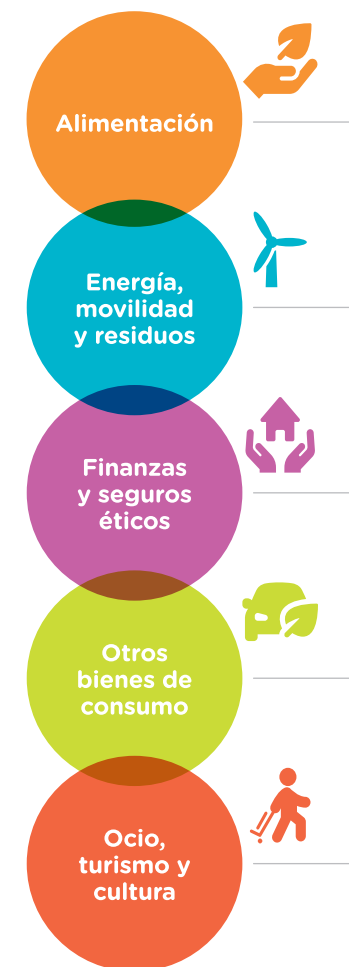 Alimentación
Energía,
movilidad
y residuos
Finanzas
y seguros
éticos
Otros
bienes de
consumo
Ocio,
turismo y
cultura